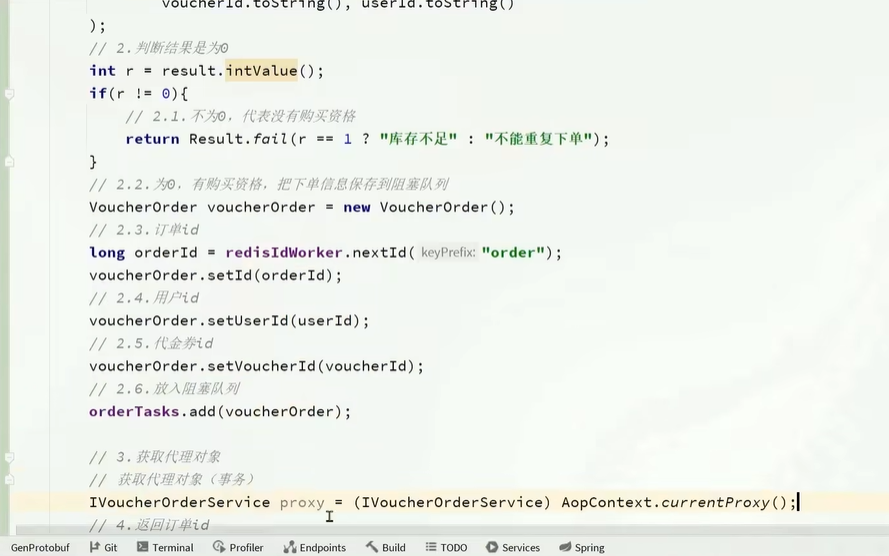 voucherId.toString(), userId.toString()
);
// 2.判断结果是为0
int r = result.intValue();
if(r != 0){
// 2.1.不为0，代表没有购买资格
return Result.fail(r == 1 ? "库存不足" : "不能重复下单");
}
// 2.2.为0，有购买资格，把下单信息保存到阻塞队列
VoucherOrder voucherOrder = new VoucherOrder();
// 2.3.订单id
long orderId = redisIdWorker.nextId( keyPrefix: "order");
voucherOrder.setId(orderId);
// 2.4.用户id
voucherOrder.setUserId(userId);
// 2.5.代金券id
voucherOrder.setVoucherId(voucherId);
// 2.6.放入阻塞队列
orderTasks.add(voucherOrder);
// 3.获取代理对象
// 获取代理对象（事务）
IVoucherOrderService proxy = (IVoucherOrderService) AopContext.currentProxy();
// 4.返回订单id
GenProtobuf Git Terminal Profiler Endpoints Build TODO Services Spring